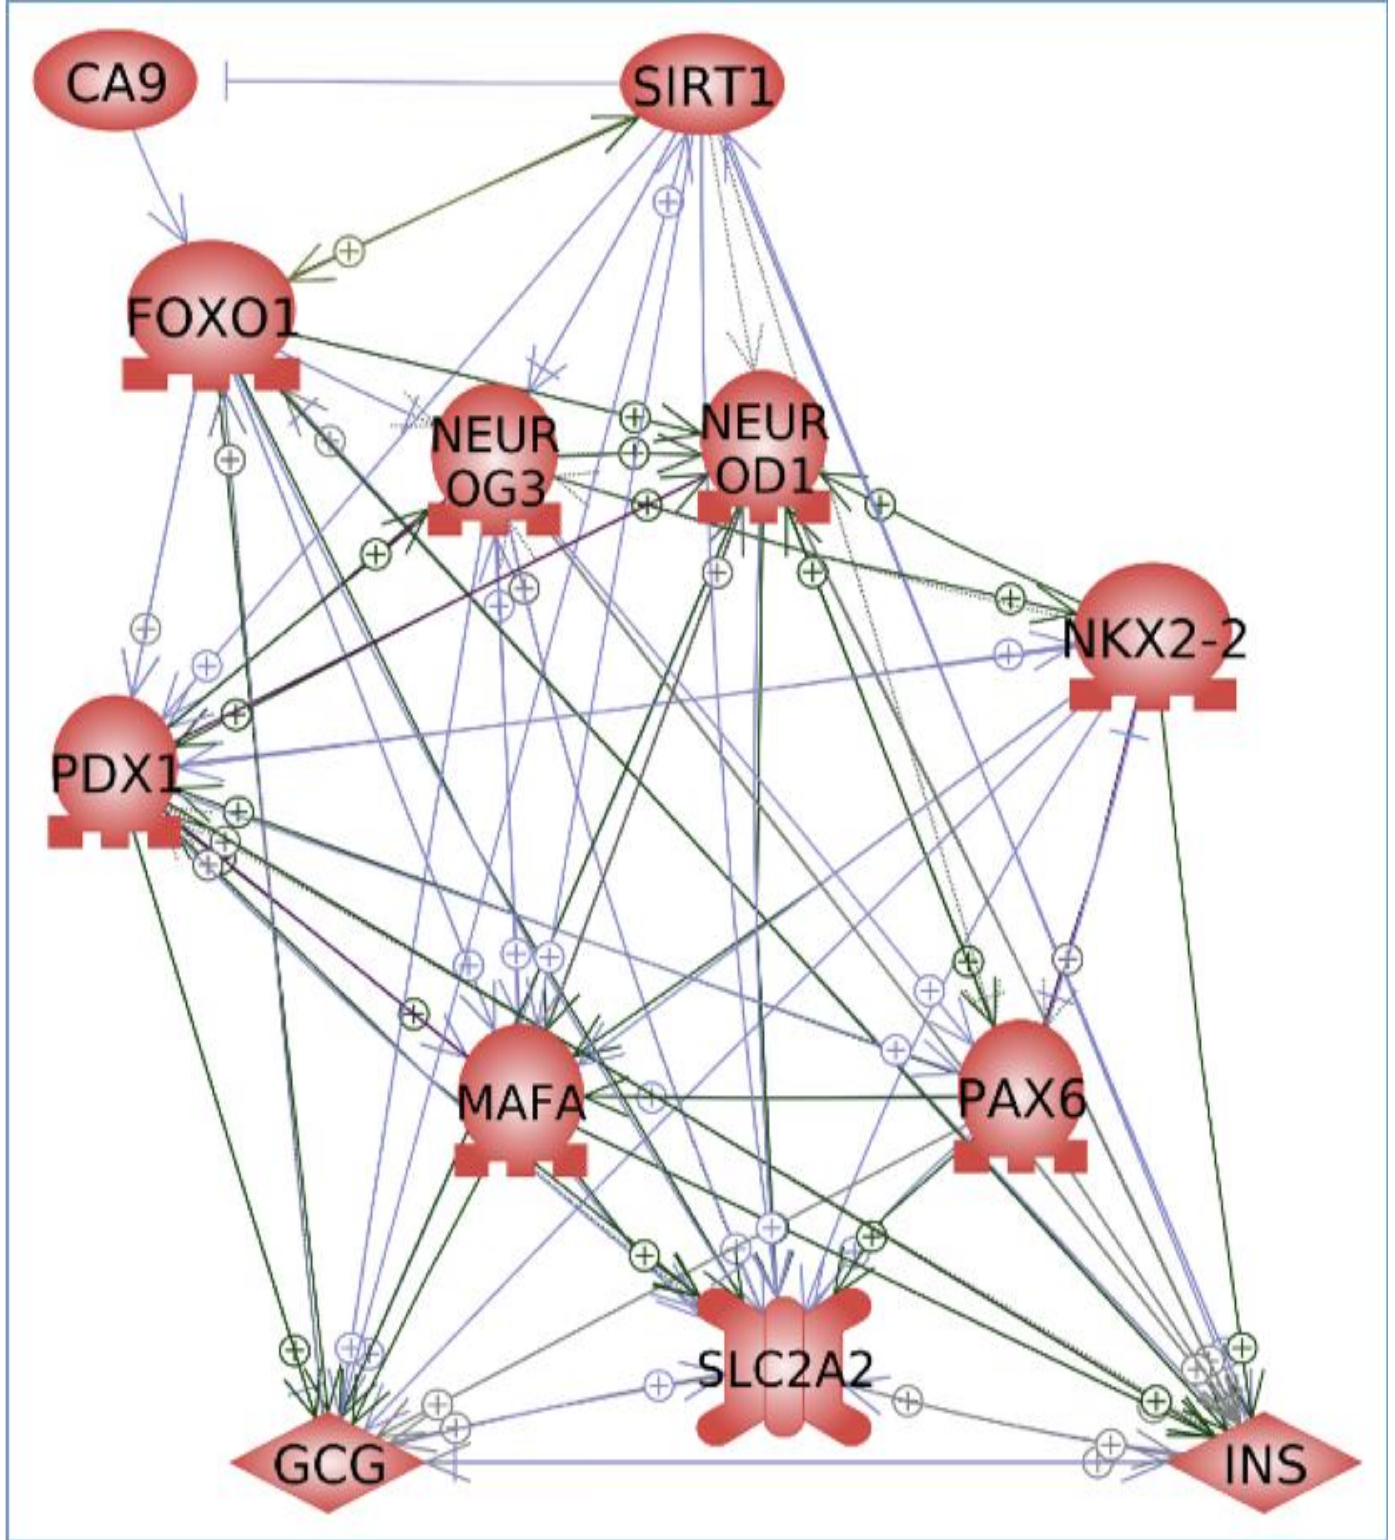 CA9
SIRT1
FOXO1
NEUR
OG3
NEUR
OD1
NKX2-2
PDX1
MAFA
PAX6
SLC2A2
GCG
INS